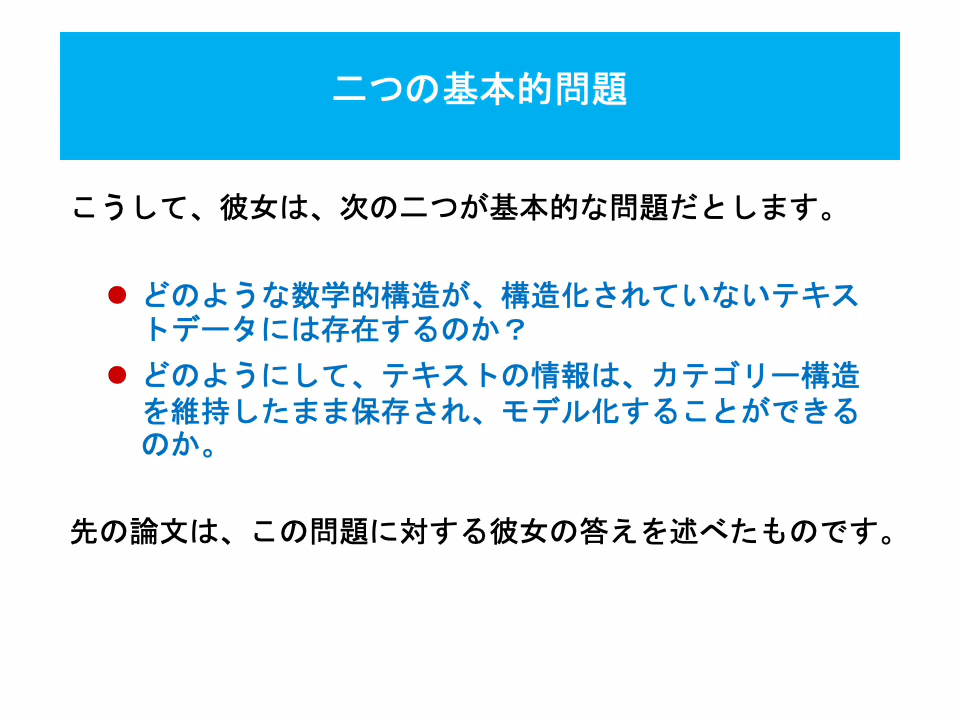 二つの基本的問題
こうして、彼女は、次の二つが基本的な問題だとします。
● どのような数学的構造が、構造化されていないテキス
トデータには存在するのか？
● どのようにして、テキストの情報は、カテゴリー構造
を維持したまま保存され、モデル化することができる
のか。
先の論文は、この問題に対する彼女の答えを述べたものです。